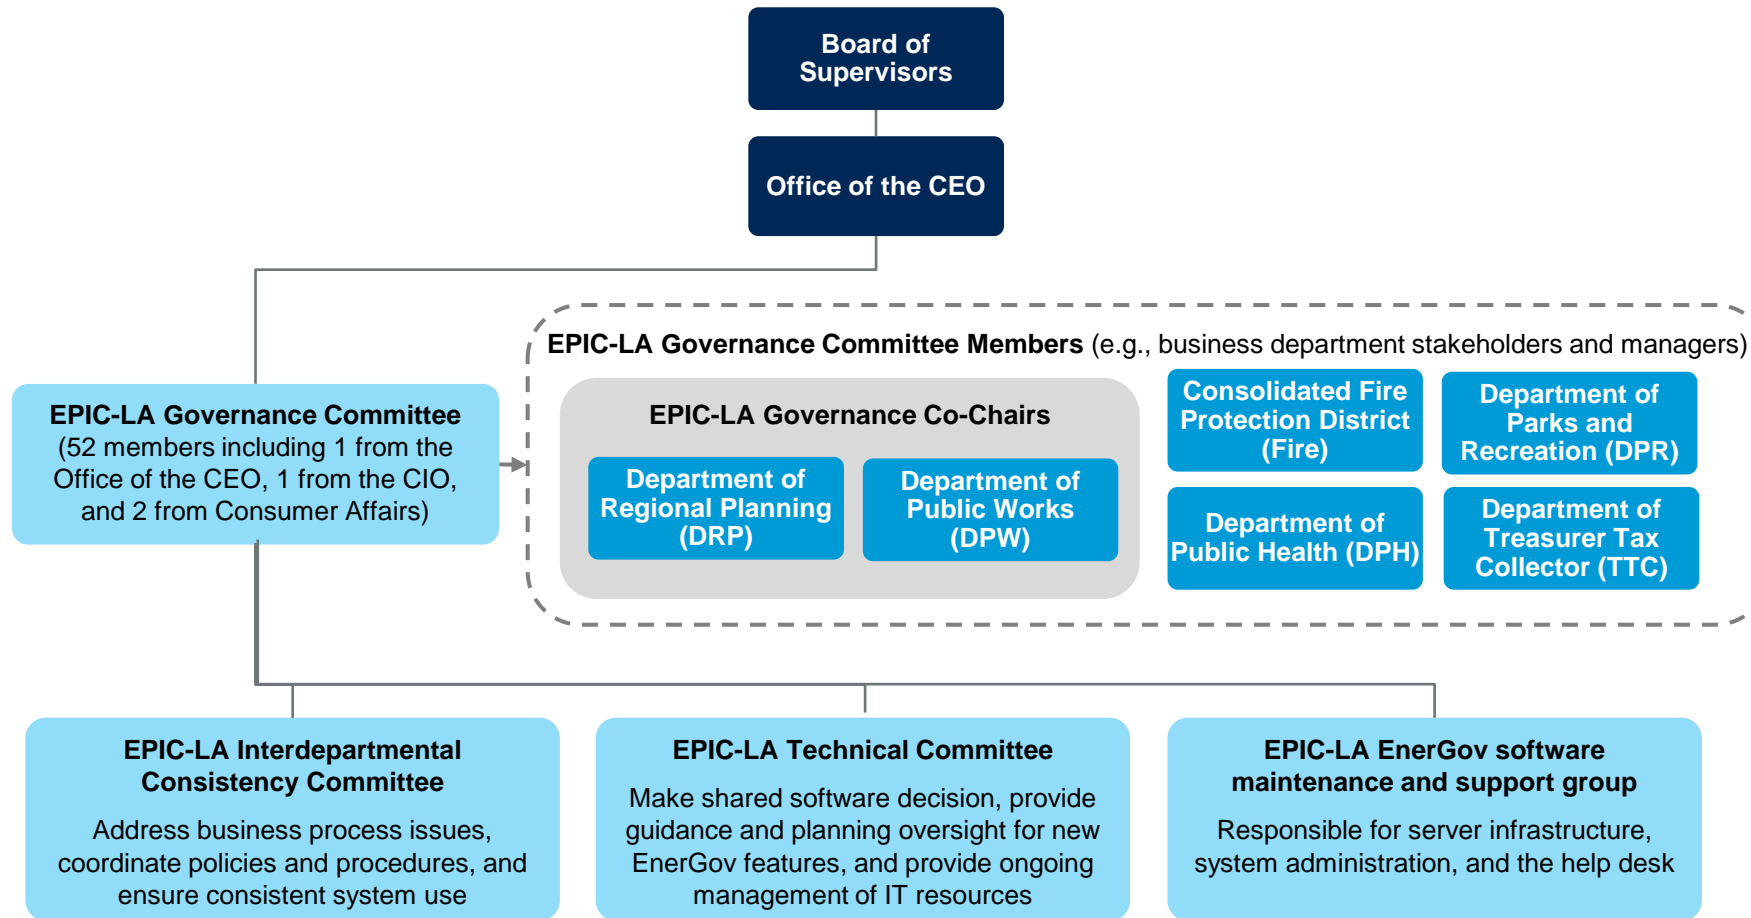 Board of
Supervisors
Office of the CEO
EPIC-LA Governance Committee Members (e.g., business department stakeholders and managers)
EPIC-LA Governance Committee
(52 members including 1 from the
Office of the CEO, 1 from the CIO,
and 2 from Consumer Affairs)
EPIC-LA Governance Co-Chairs
Department of
Regional Planning
(DRP)
Department of
Public Works
(DPW)
Consolidated Fire
Protection District
(Fire)
Department of
Parks and
Recreation (DPR)
Department of
Public Health (DPH)
Department of
Treasurer Tax
Collector (TTC)
EPIC-LA Interdepartmental
Consistency Committee
Address business process issues,
coordinate policies and procedures, and
ensure consistent system use
EPIC-LA Technical Committee
Make shared software decision, provide
guidance and planning oversight for new
EnerGov features, and provide ongoing
management of IT resources
EPIC-LA EnerGov software
maintenance and support group
Responsible for server infrastructure,
system administration, and the help desk